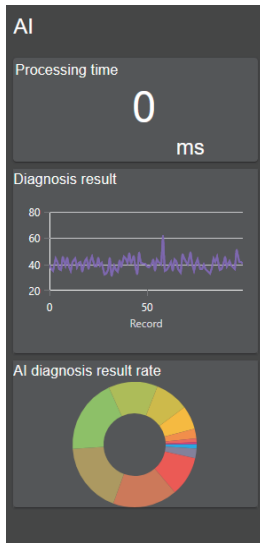 AI
Processing time
0
ms
Diagnosis result
80
60
40
20
0 50
Record
AI diagnosis result rate